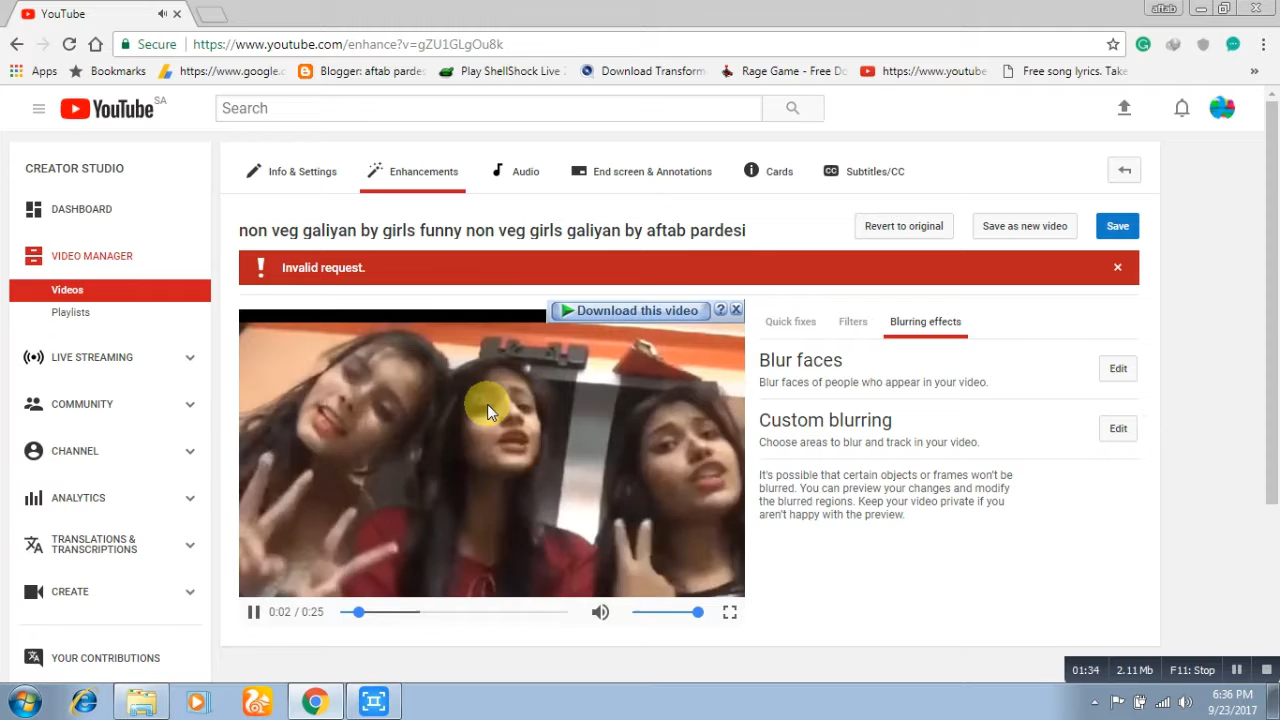 YouTube
aftab
Secure
https://www.youtube.com/enhance?v=gZU1GLgOu8k
Apps
Bookmarks
https://www.google.c
Blogger: aftab pardes
Play ShellShock Live
Download Transform
Rage Game - Free Do
https://www.youtube
Free song lyrics. Take
»
YouTube SA
Search
CREATOR STUDIO
DASHBOARD
VIDEO MANAGER
Videos
Playlists
LIVE STREAMING
COMMUNITY
CHANNEL
ANALYTICS
TRANSLATIONS &
TRANSCRIPTIONS
CREATE
YOUR CONTRIBUTIONS
Info & Settings
Enhancements
Audio
End screen & Annotations
Cards
CC Subtitles/CC
non veg galiyan by girls funny non veg girls galiyan by aftab pardesi
Revert to original
Save as new video
Save
Invalid request.
Download this video
?
X
0:02 / 0:25
Quick fixes
Filters
Blurring effects
Blur faces
Blur faces of people who appear in your video.
Edit
Custom blurring
Choose areas to blur and track in your video.
Edit
It's possible that certain objects or frames won't be
blurred. You can preview your changes and modify
the blurred regions. Keep your video private if you
aren't happy with the preview.
01:34
2.11 Mb
F11: Stop
6:36 PM
9/23/2017